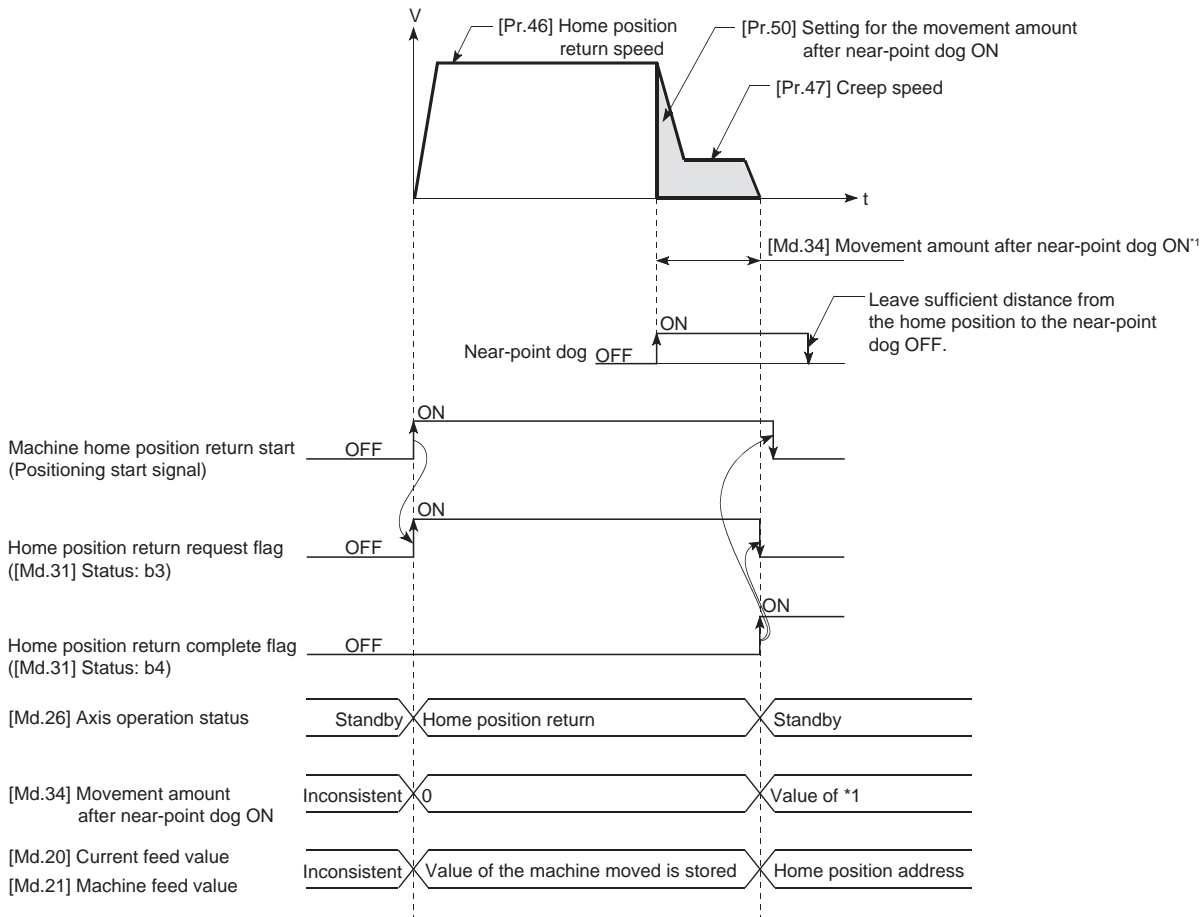 V
[Pr.46] Home position
return speed
[Pr.50] Setting for the movement amount
after near-point dog ON
[Pr.47] Creep speed
t
[Md.34] Movement amount after near-point dog ON*1
Leave sufficient distance from
the home position to the near-point
dog OFF.
ON
Near-point dog OFF
ON
Machine home position return start
(Positioning start signal)
OFF
ON
Home position return request flag
([Md.31] Status: b3)
OFF
ON
Home position return complete flag
([Md.31] Status: b4)
OFF
[Md.26] Axis operation status Standby Home position return Standby
[Md.34] Movement amount
after near-point dog ON
Inconsistent 0 Value of *1
[Md.20] Current feed value
[Md.21] Machine feed value
Inconsistent Value of the machine moved is stored Home position address